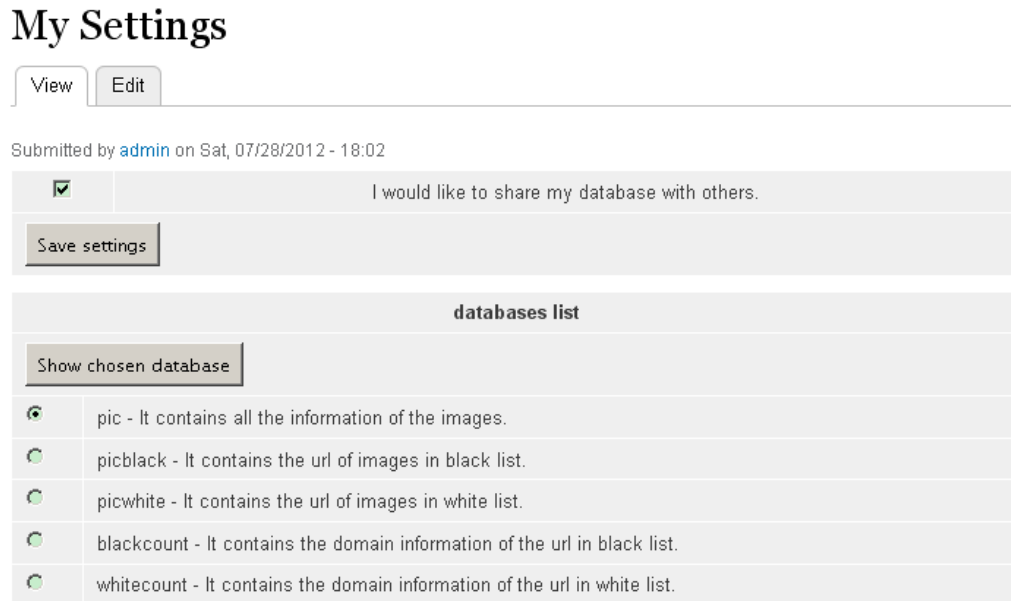 My Settings
View Edit
Submitted by admin on Sat, 07/28/2012 - 18:02
I would like to share my database with others.
Save settings
databases list
Show chosen database
pic - It contains all the information of the images.
picblack - It contains the url of images in black list.
picwhite - It contains the url of images in white list.
blackcount - It contains the domain information of the url in black list.
whitecount - It contains the domain information of the url in white list.